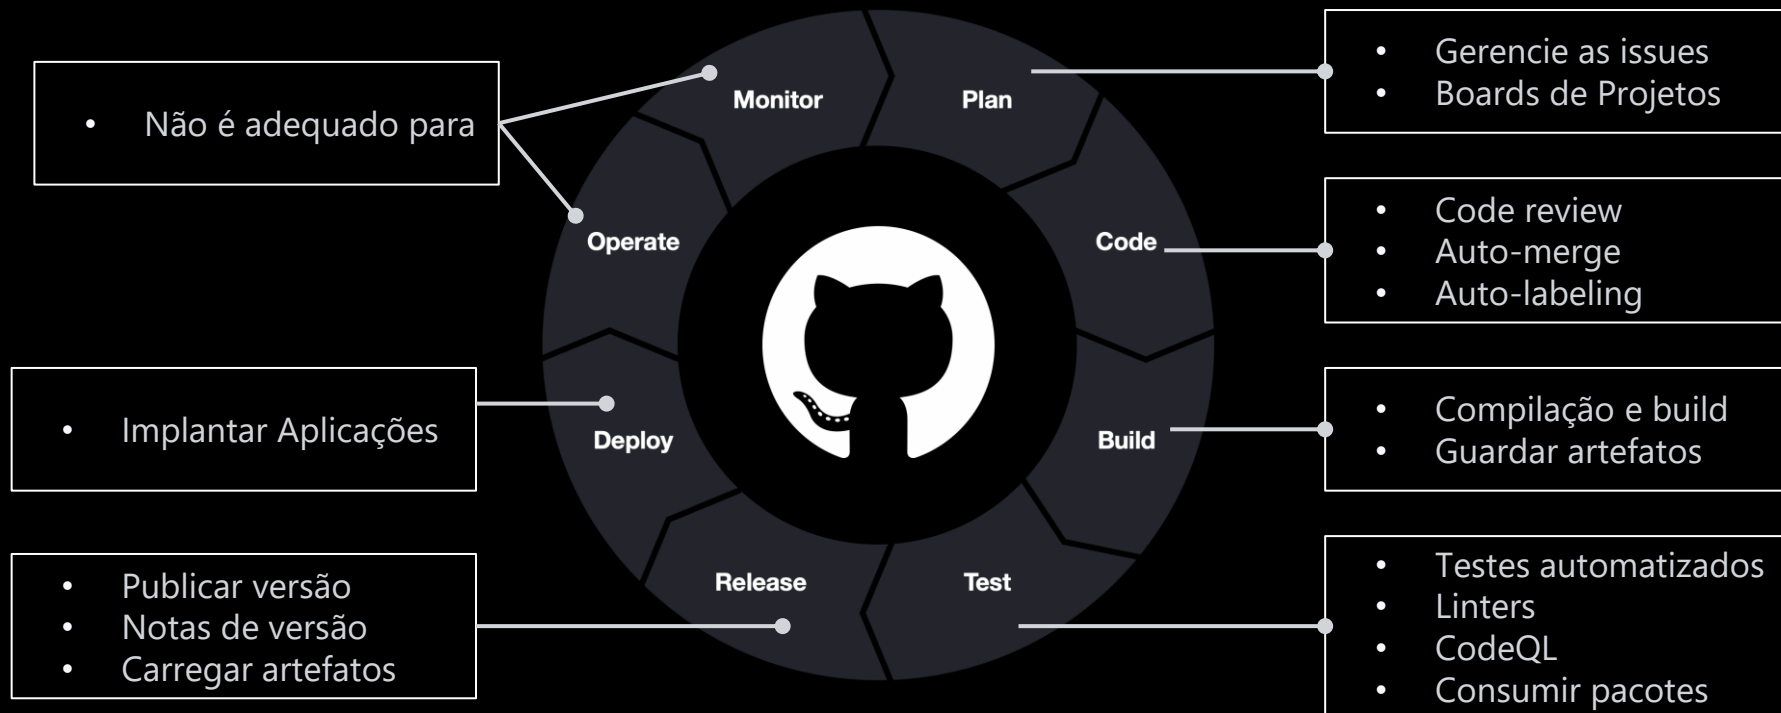 Monitor
Plan
Code
Build
Test
Release
Deploy
Operate
• Gerencie as issues
• Boards de Projetos
• Code review
• Auto-merge
• Auto-labeling
• Compilação e build
• Guardar artefatos
• Testes automatizados
• Linters
• CodeQL
• Consumir pacotes
• Publicar versão
• Notas de versão
• Carregar artefatos
• Implantar Aplicações
• Não é adequado para